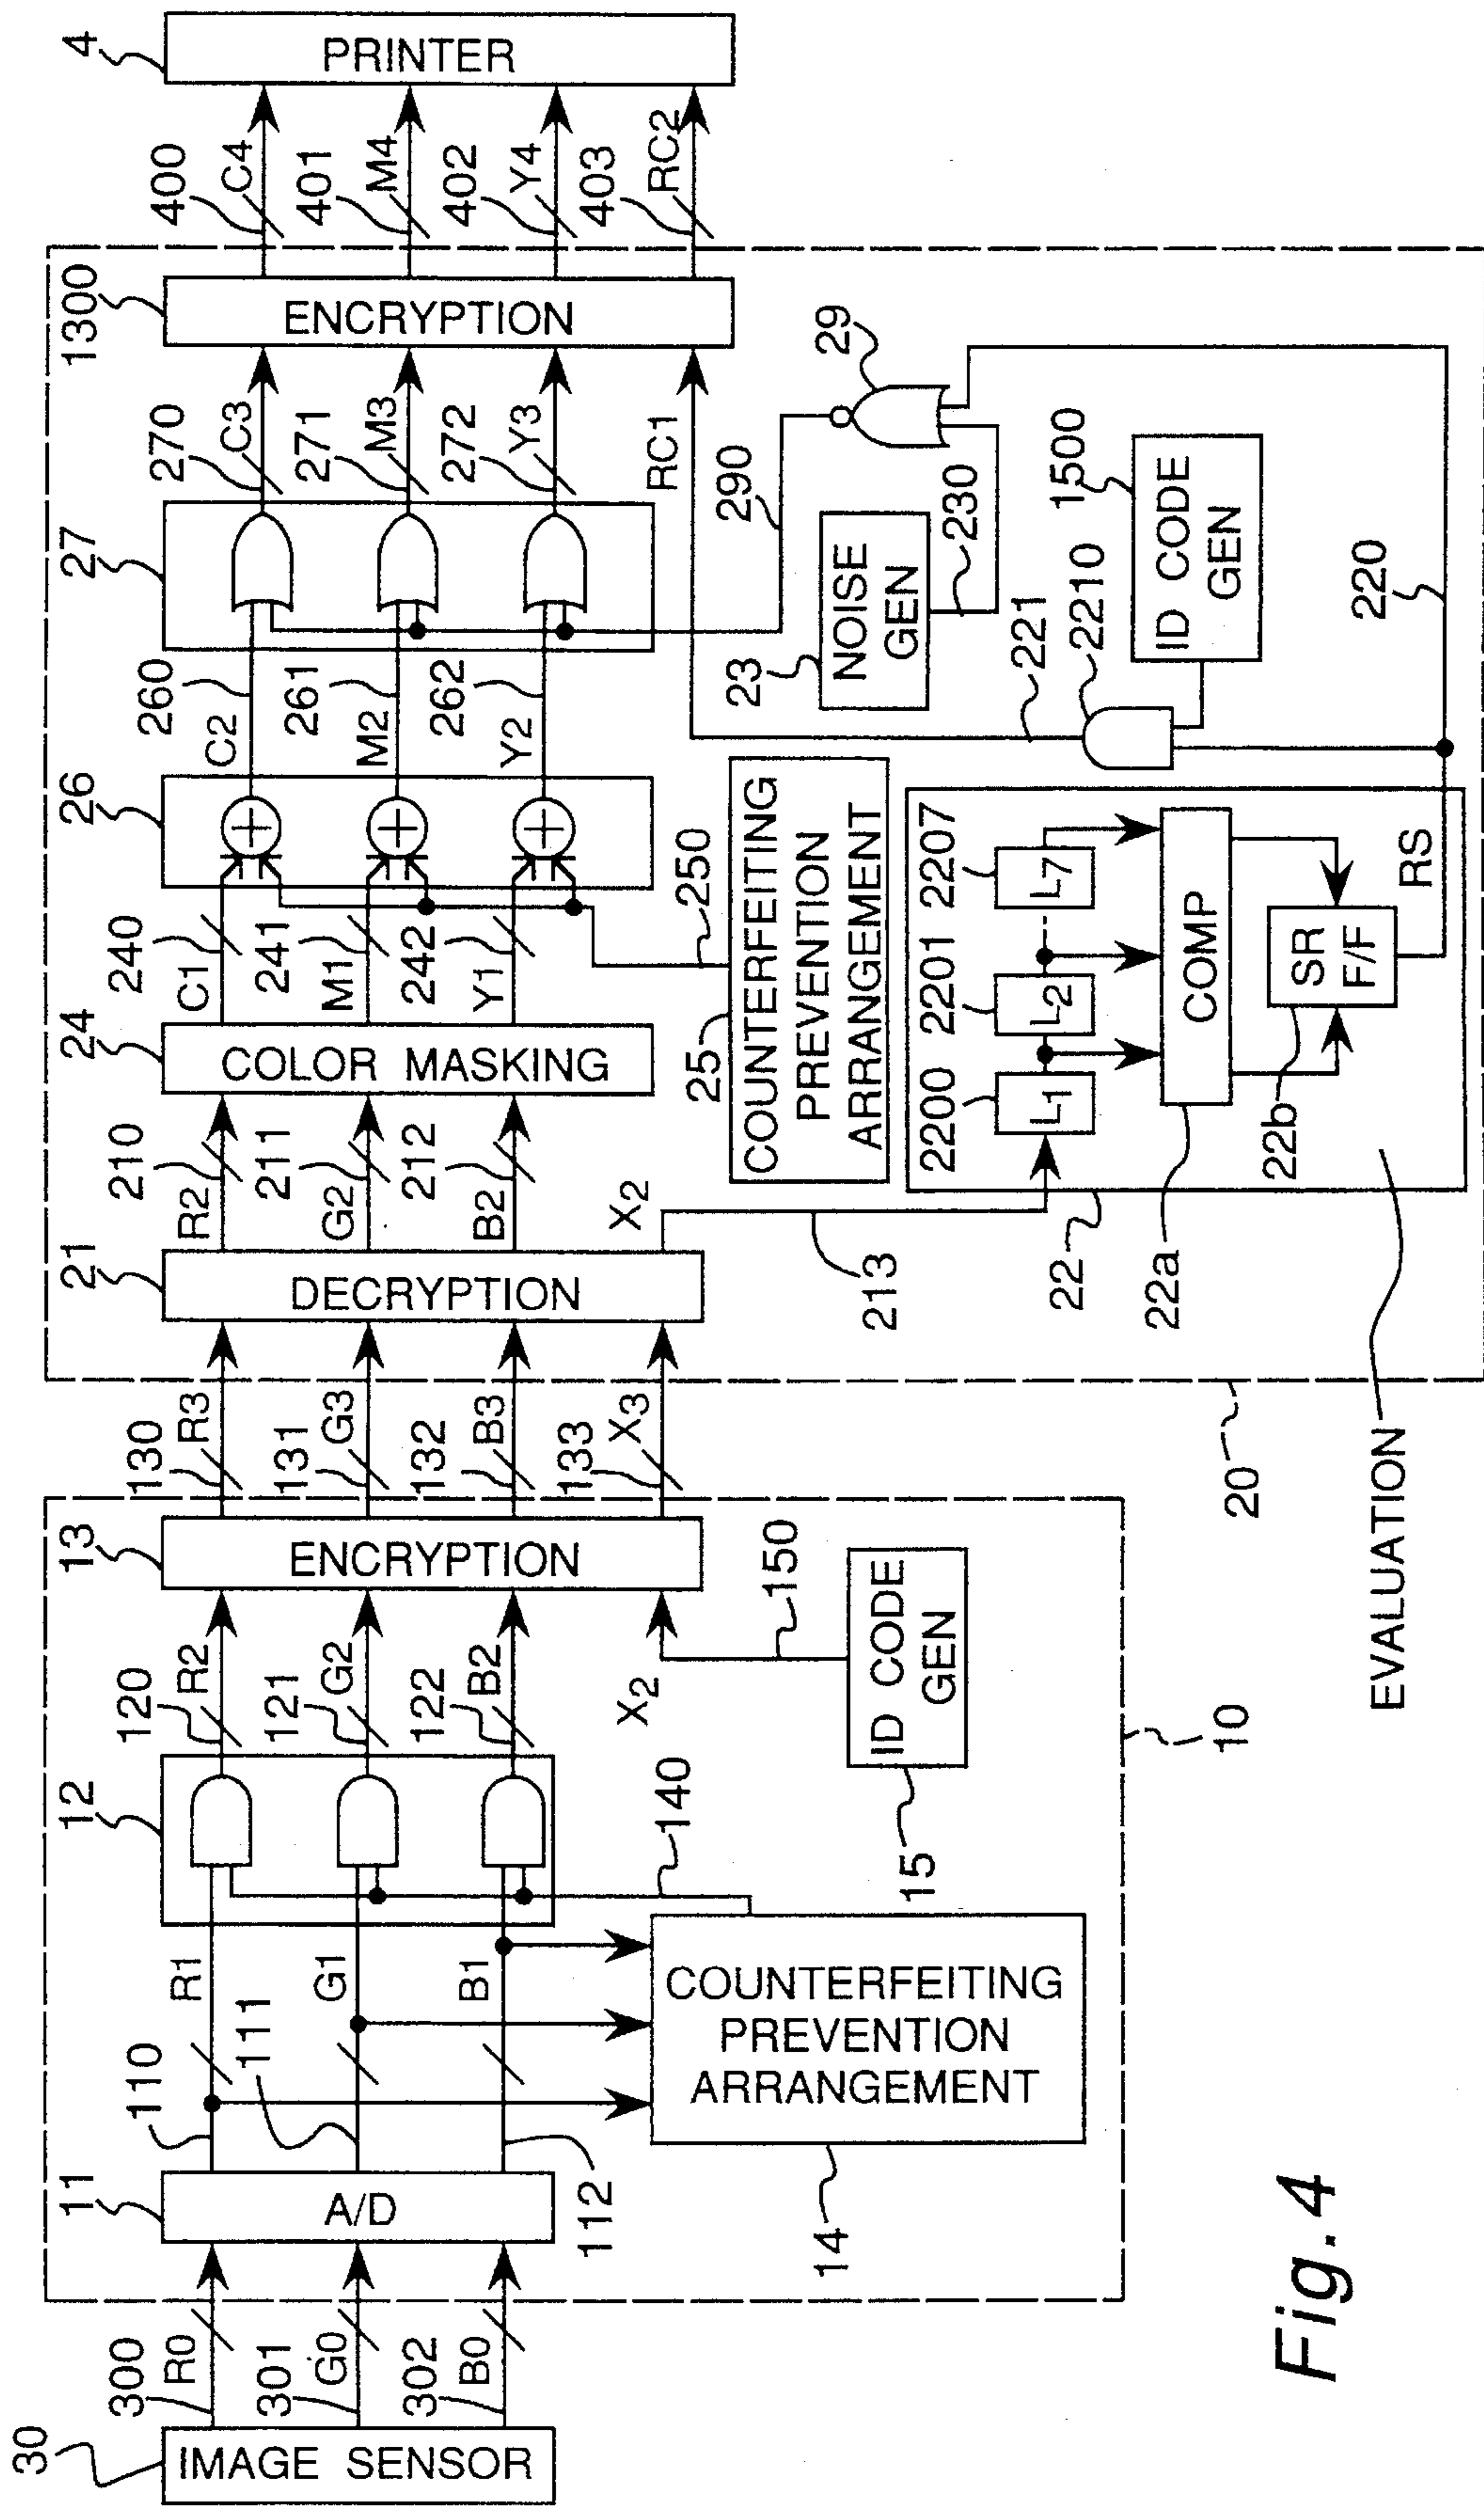 30
IMAGE SENSOR
300
R0
301
G0
302
B0
11
A/D
110
R1
111
G1
112
B1
14
COUNTERFEITING
PREVENTION
ARRANGEMENT
140
12
120
R2
121
G2
122
B2
X2
15
ID CODE
GEN
150
13
ENCRYPTION
10
130
R3
131
G3
132
B3
133
X3
20
EVALUATION
21
DECRYPTION
210
R2
211
G2
212
B2
X2
213
24
COLOR MASKING
240
C1
241
M1
242
Y1
25
COUNTERFEITING
PREVENTION
ARRANGEMENT
250
22
22a
22b
2200
L1
2201
L2
2207
L7
COMP
SR
F/F
RS
26
260
C2
261
M2
262
Y2
27
23
NOISE
GEN
230
221
2210
1500
ID CODE
GEN
220
29
290
270
C3
271
M3
272
Y3
RC1
1300
ENCRYPTION
400
C4
401
M4
402
Y4
403
RC2
4
PRINTER
Fig.4